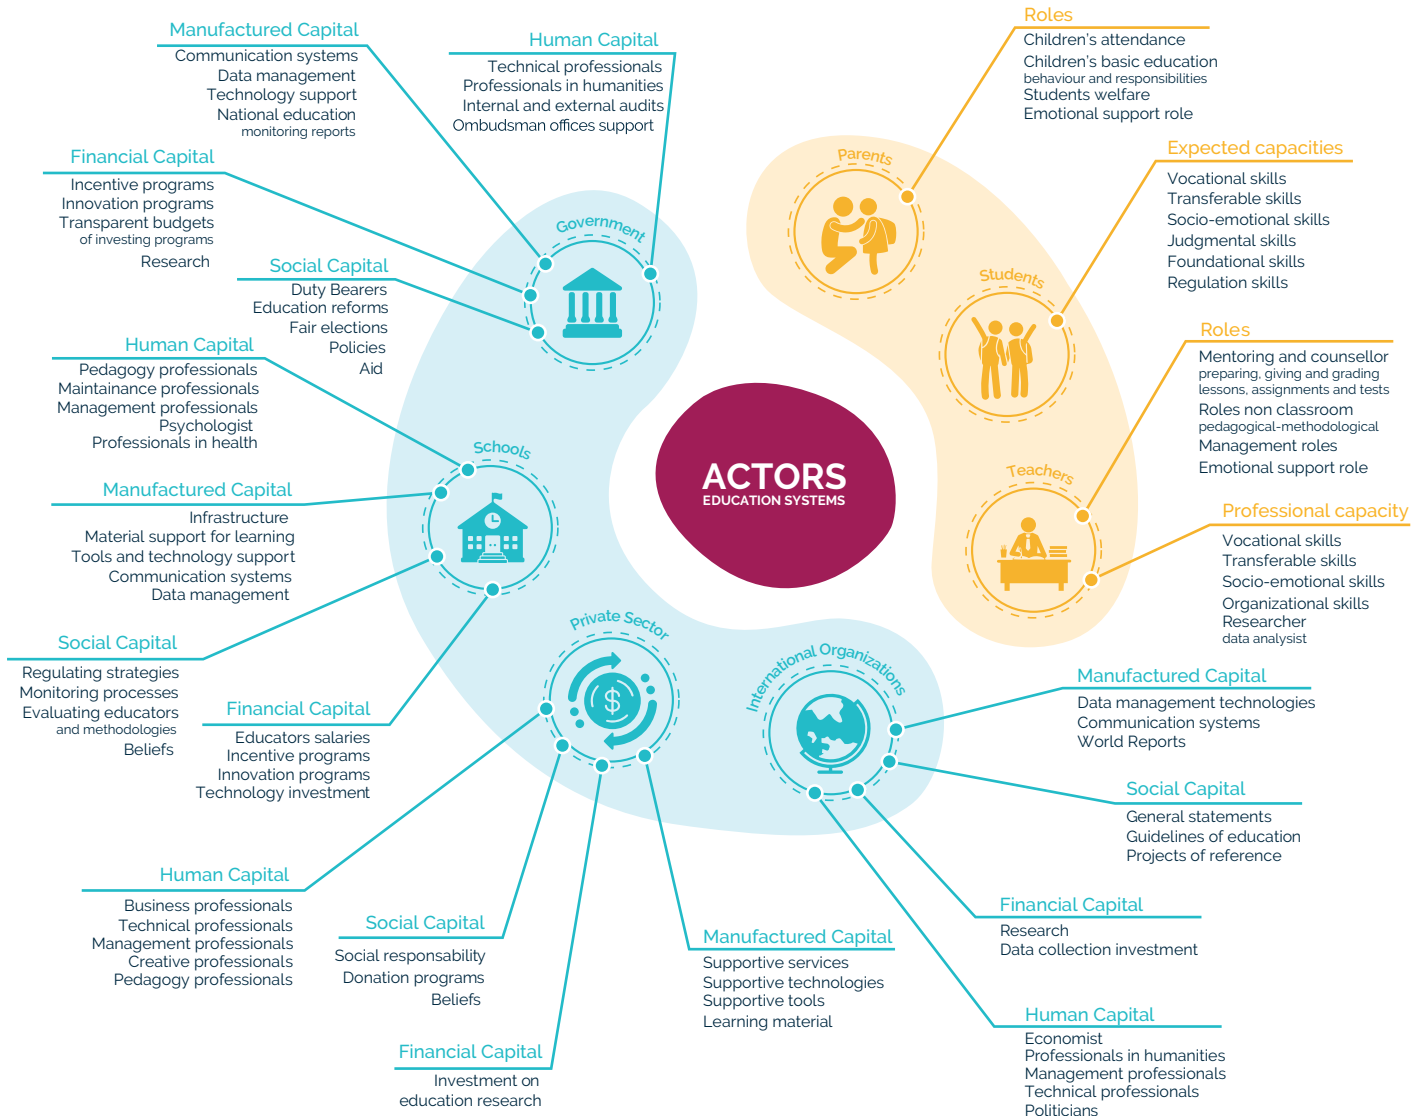 Manufactured Capital
Communication systems
Data management
Technology support
National education
monitoring reports
Human Capital
Technical professionals
Professionals in humanities
Internal and external audits
Ombudsman offices support
Financial Capital
Incentive programs
Innovation programs
Transparent budgets
of investing programs
Research
Social Capital
Duty Bearers
Education reforms
Fair elections
Policies
Aid
Government
Human Capital
Pedagogy professionals
Maintainance professionals
Management professionals
Psychologist
Professionals in health
Schools
Manufactured Capital
Infrastructure
Material support for learning
Tools and technology support
Communication systems
Data management
Social Capital
Regulating strategies
Monitoring processes
Evaluating educators
and methodologies
Beliefs
Financial Capital
Educators salaries
Incentive programs
Innovation programs
Technology investment
Private Sector
$
Human Capital
Business professionals
Technical professionals
Management professionals
Creative professionals
Pedagogy professionals
Social Capital
Social responsability
Donation programs
Beliefs
Financial Capital
Investment on
education research
Manufactured Capital
Supportive services
Supportive technologies
Supportive tools
Learning material
ACTORS
EDUCATION SYSTEMS
Roles
Children's attendance
Children's basic education
behaviour and responsibilities
Students welfare
Emotional support role
Parents
Expected capacities
Vocational skills
Transferable skills
Socio-emotional skills
Judgmental skills
Foundational skills
Regulation skills
Students
Roles
Mentoring and counsellor
preparing, giving and grading
lessons, assignments and tests
Roles non classroom
pedagogical-methodological
Management roles
Emotional support role
Teachers
Professional capacity
Vocational skills
Transferable skills
Socio-emotional skills
Organizational skills
Researcher
data analyist
International Organizations
Manufactured Capital
Data management technologies
Communication systems
World Reports
Social Capital
General statements
Guidelines of education
Projects of reference
Financial Capital
Research
Data collection investment
Human Capital
Economist
Professionals in humanities
Management professionals
Technical professionals
Politicians